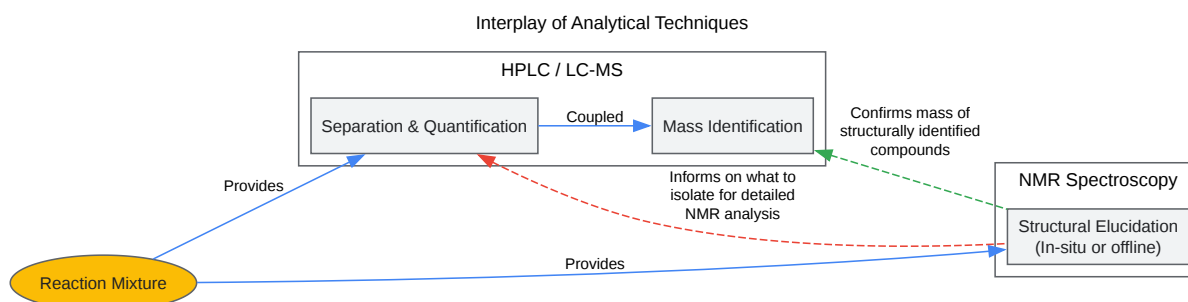 Interplay of Analytical Techniques
HPLC / LC-MS
Separation & Quantification
Coupled
Mass Identification
Confirms mass of
structurally identified
compounds
Provides
Informs on what to
isolate for detailed
NMR analysis
NMR Spectroscopy
Structural Elucidation
(In-situ or offline)
Reaction Mixture
Provides